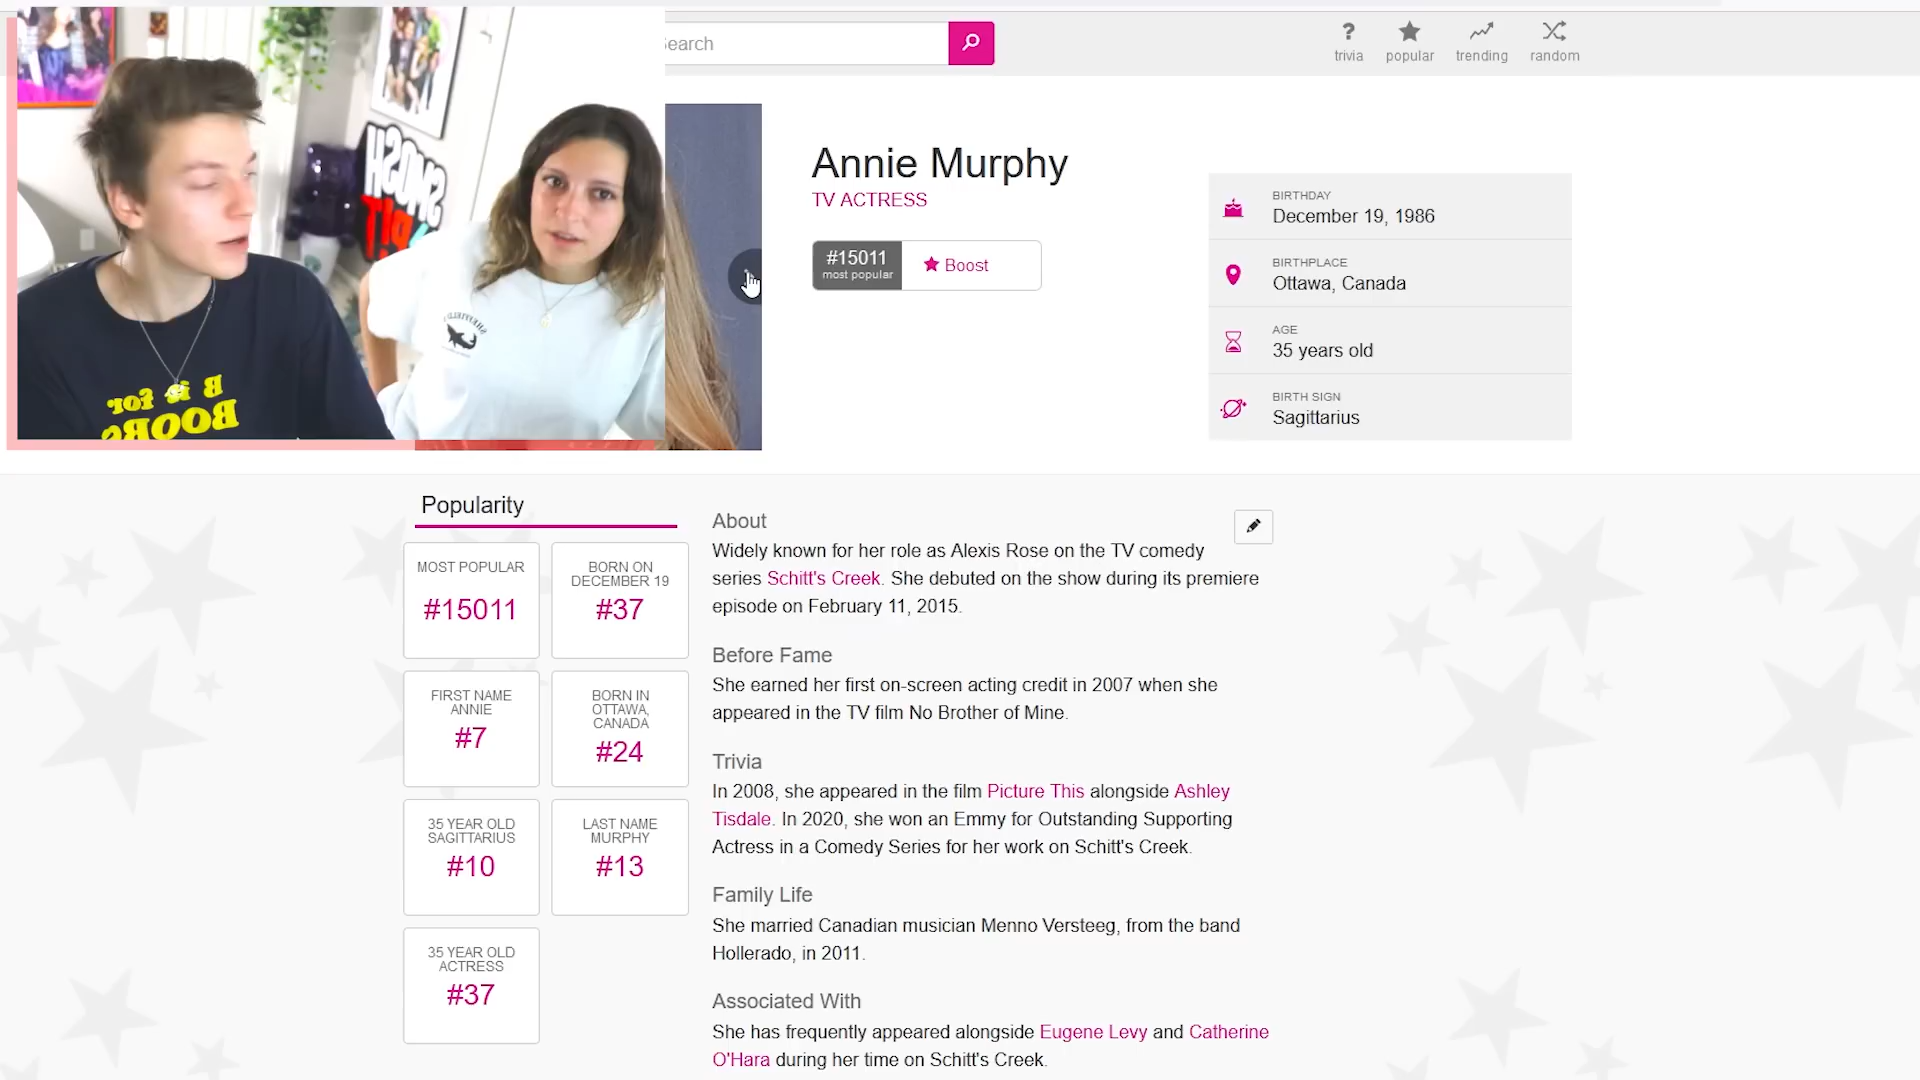 Search
trivia
popular
trending
random
SMOSH
PIT
B is for
BOOBS
Annie Murphy
TV ACTRESS
#15011
most popular
Boost
BIRTHDAY
December 19, 1986
BIRTHPLACE
Ottawa, Canada
AGE
35 years old
BIRTH SIGN
Sagittarius
Popularity
MOST POPULAR
#15011
BORN ON
DECEMBER 19
#37
FIRST NAME
ANNIE
#7
BORN IN
OTTAWA,
CANADA
#24
35 YEAR OLD
SAGITTARIUS
#10
LAST NAME
MURPHY
#13
35 YEAR OLD
ACTRESS
#37
About
Widely known for her role as Alexis Rose on the TV comedy
series Schitt's Creek. She debuted on the show during its premiere
episode on February 11, 2015.
Before Fame
She earned her first on-screen acting credit in 2007 when she
appeared in the TV film No Brother of Mine.
Trivia
In 2008, she appeared in the film Picture This alongside Ashley
Tisdale. In 2020, she won an Emmy for Outstanding Supporting
Actress in a Comedy Series for her work on Schitt's Creek.
Family Life
She married Canadian musician Menno Versteeg, from the band
Hollerado, in 2011.
Associated With
She has frequently appeared alongside Eugene Levy and Catherine
O'Hara during her time on Schitt's Creek.